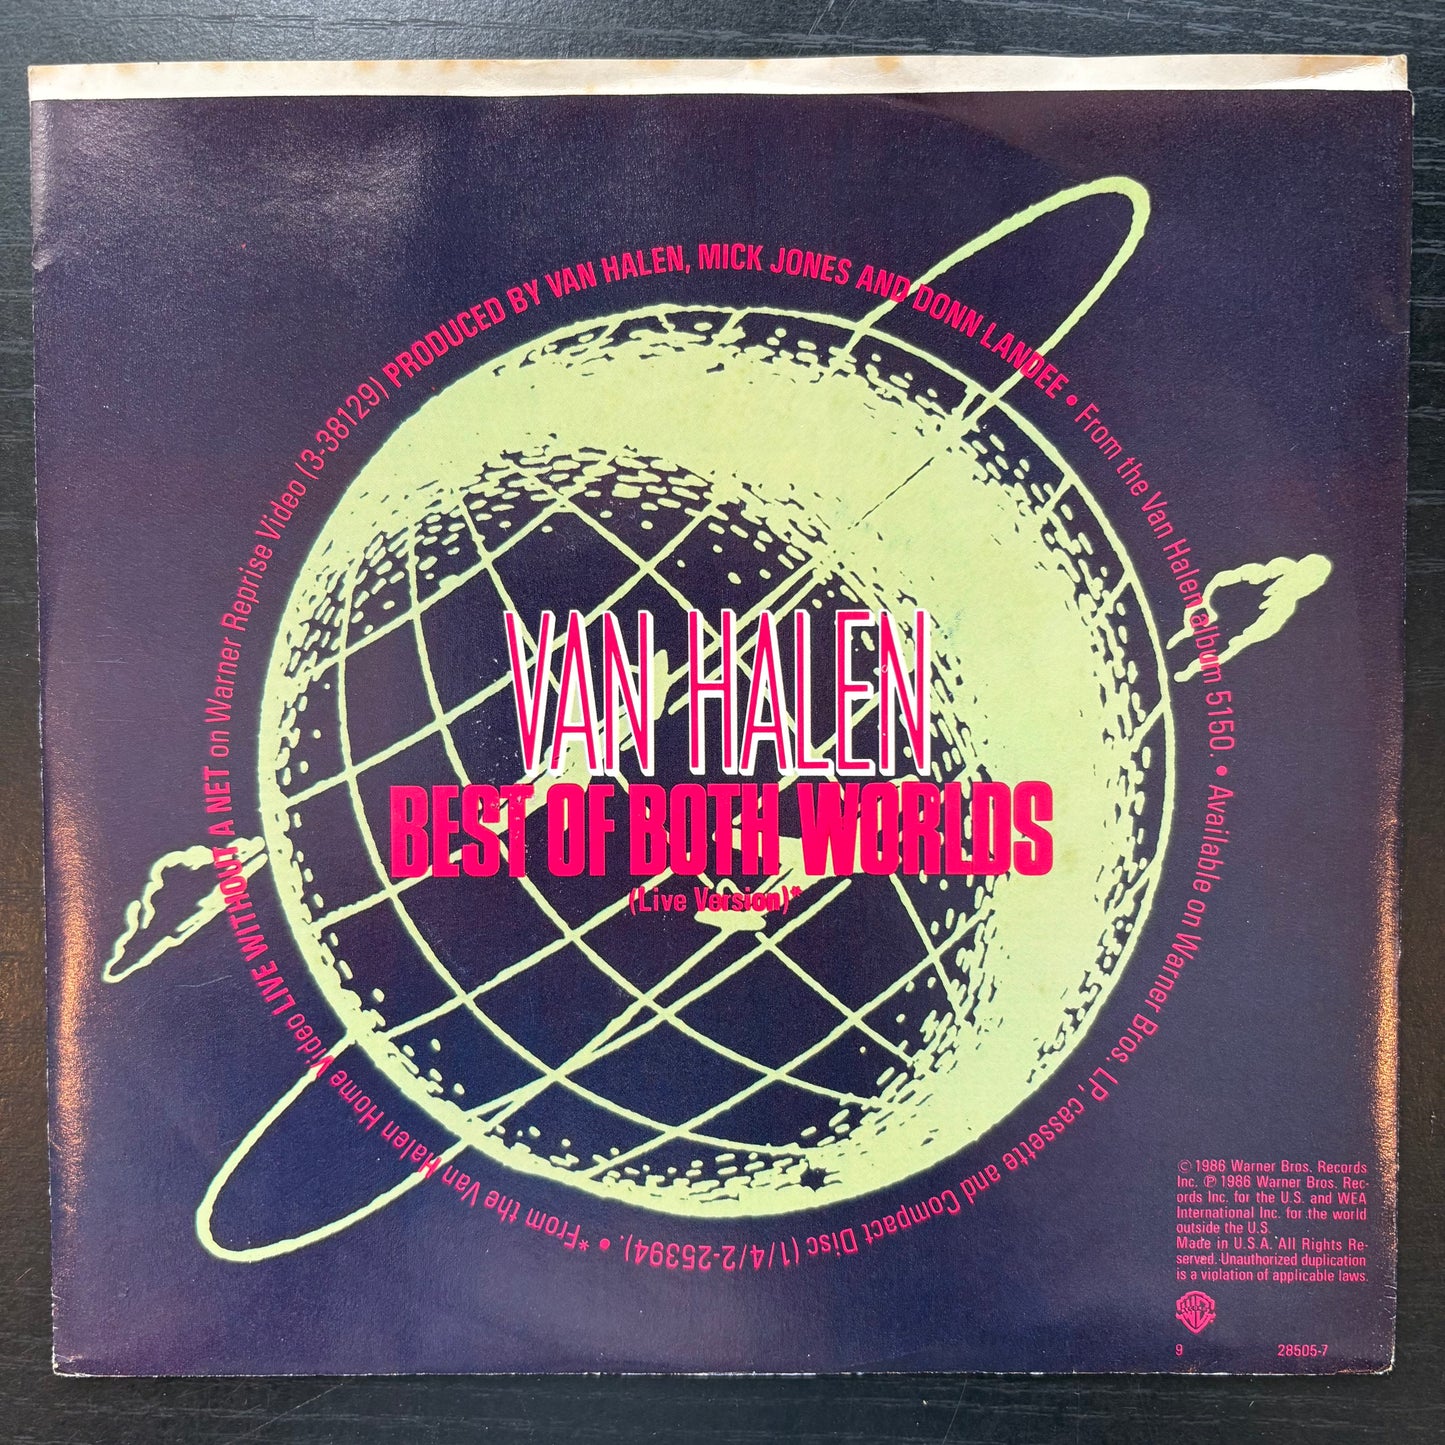 PRODUCED BY VAN HALEN, MICK JONES AND DONN LANDEE • From the Van Halen album 5150. • Available on Warner Bros. LP, cassette and Compact Disc (1/4/2-25394). • *From the Van Halen Home Video LIVE WITHOUT A NET on Warner Reprise Video (3-38129)
VAN HALEN
BEST OF BOTH WORLDS
(Live Version)*
© 1986 Warner Bros. Records
Inc. ℗ 1986 Warner Bros. Rec-
ords Inc. for the U.S. and WEA
International Inc. for the world
outside the U.S.
Made in U.S.A. All Rights Re-
served. Unauthorized duplication
is a violation of applicable laws.
9 28505-7